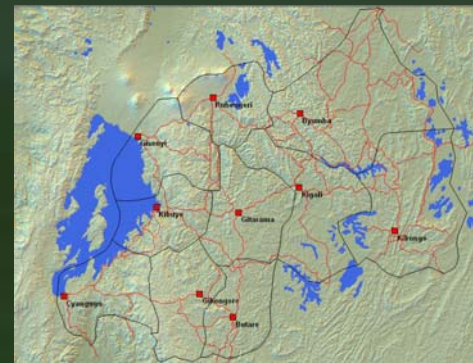 Ruhengeri
Byumba
Gisenyi
Kibuye
Gitarama
Kigali
Kibungo
Cyangugu
Gikongoro
Butare